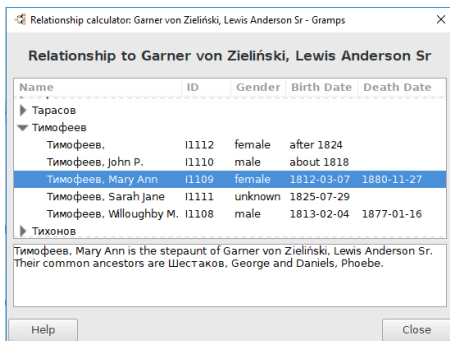 Relationship calculator: Garner von Zieliński, Lewis Anderson Sr - Gramps
Relationship to Garner von Zieliński, Lewis Anderson Sr
Name ID Gender Birth Date Death Date
Тарасов
Тимофеев
Тимофеев, I1112 female after 1824
Тимофеев, John P. I1110 male about 1818
Тимофеев, Mary Ann I1109 female 1812-03-07 1880-11-27
Тимофеев, Sarah Jane I1111 unknown 1825-07-29
Тимофеев, Willoughby M. I1108 male 1813-02-04 1877-01-16
Тихонов
Тимофеев, Mary Ann is the stepaunt of Garner von Zieliński, Lewis Anderson Sr.
Their common ancestors are Шестаков, George and Daniels, Phoebe.
Help Close